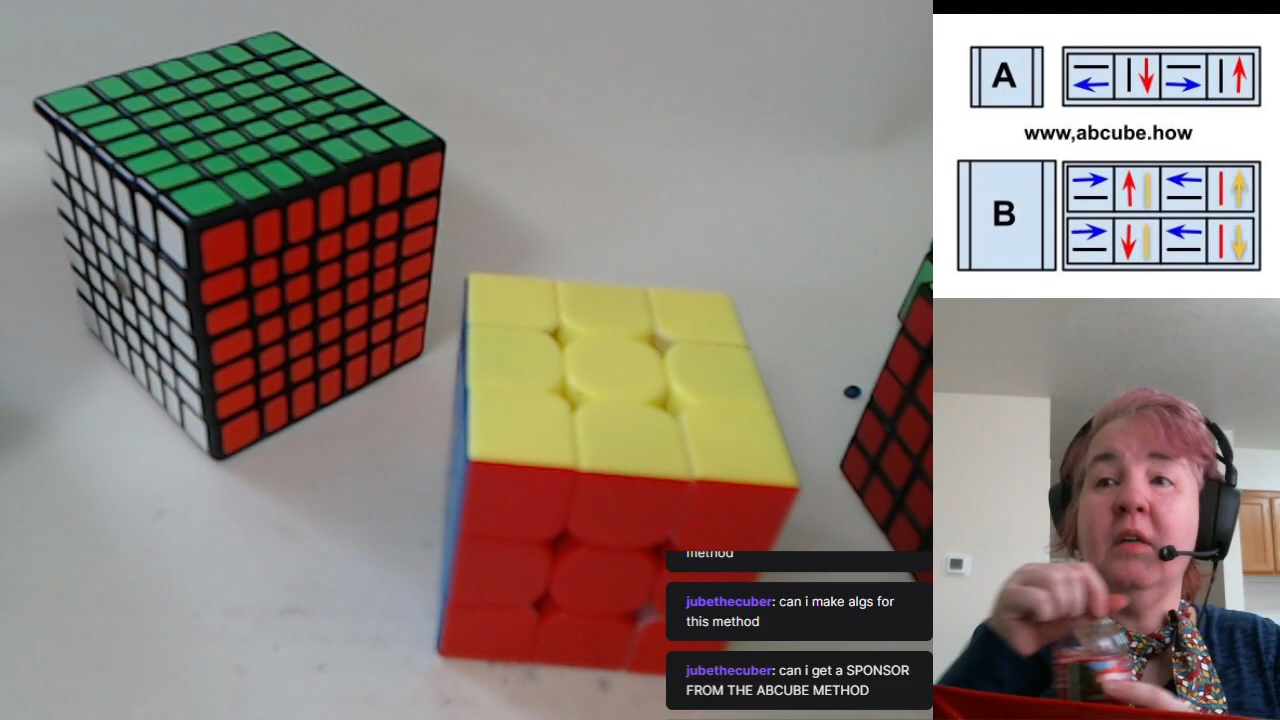 A
www,abcube.how
B
method
jubethecuber: can i make algs for
this method
jubethecuber: can i get a SPONSOR
FROM THE ABCUBE METHOD